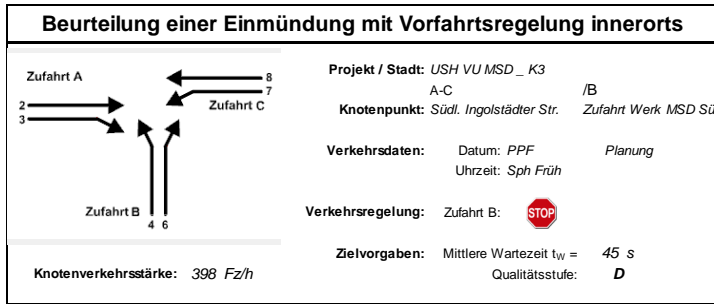 Beurteilung einer Einmündung mit Vorfahrtsregelung innerorts
Zufahrt A
8
7
Zufahrt C
2
3
Zufahrt B
4 6
Knotenverkehrsstärke: 398 Fz/h
Projekt / Stadt: USH VU MSD _ K3
A-C /B
Knotenpunkt: Südl. Ingolstädter Str. Zufahrt Werk MSD Sü
Verkehrsdaten: Datum: PPF Planung
Uhrzeit: Sph Früh
Verkehrsregelung: Zufahrt B: STOP
Zielvorgaben: Mittlere Wartezeit tW = 45 s
Qualitätsstufe: D